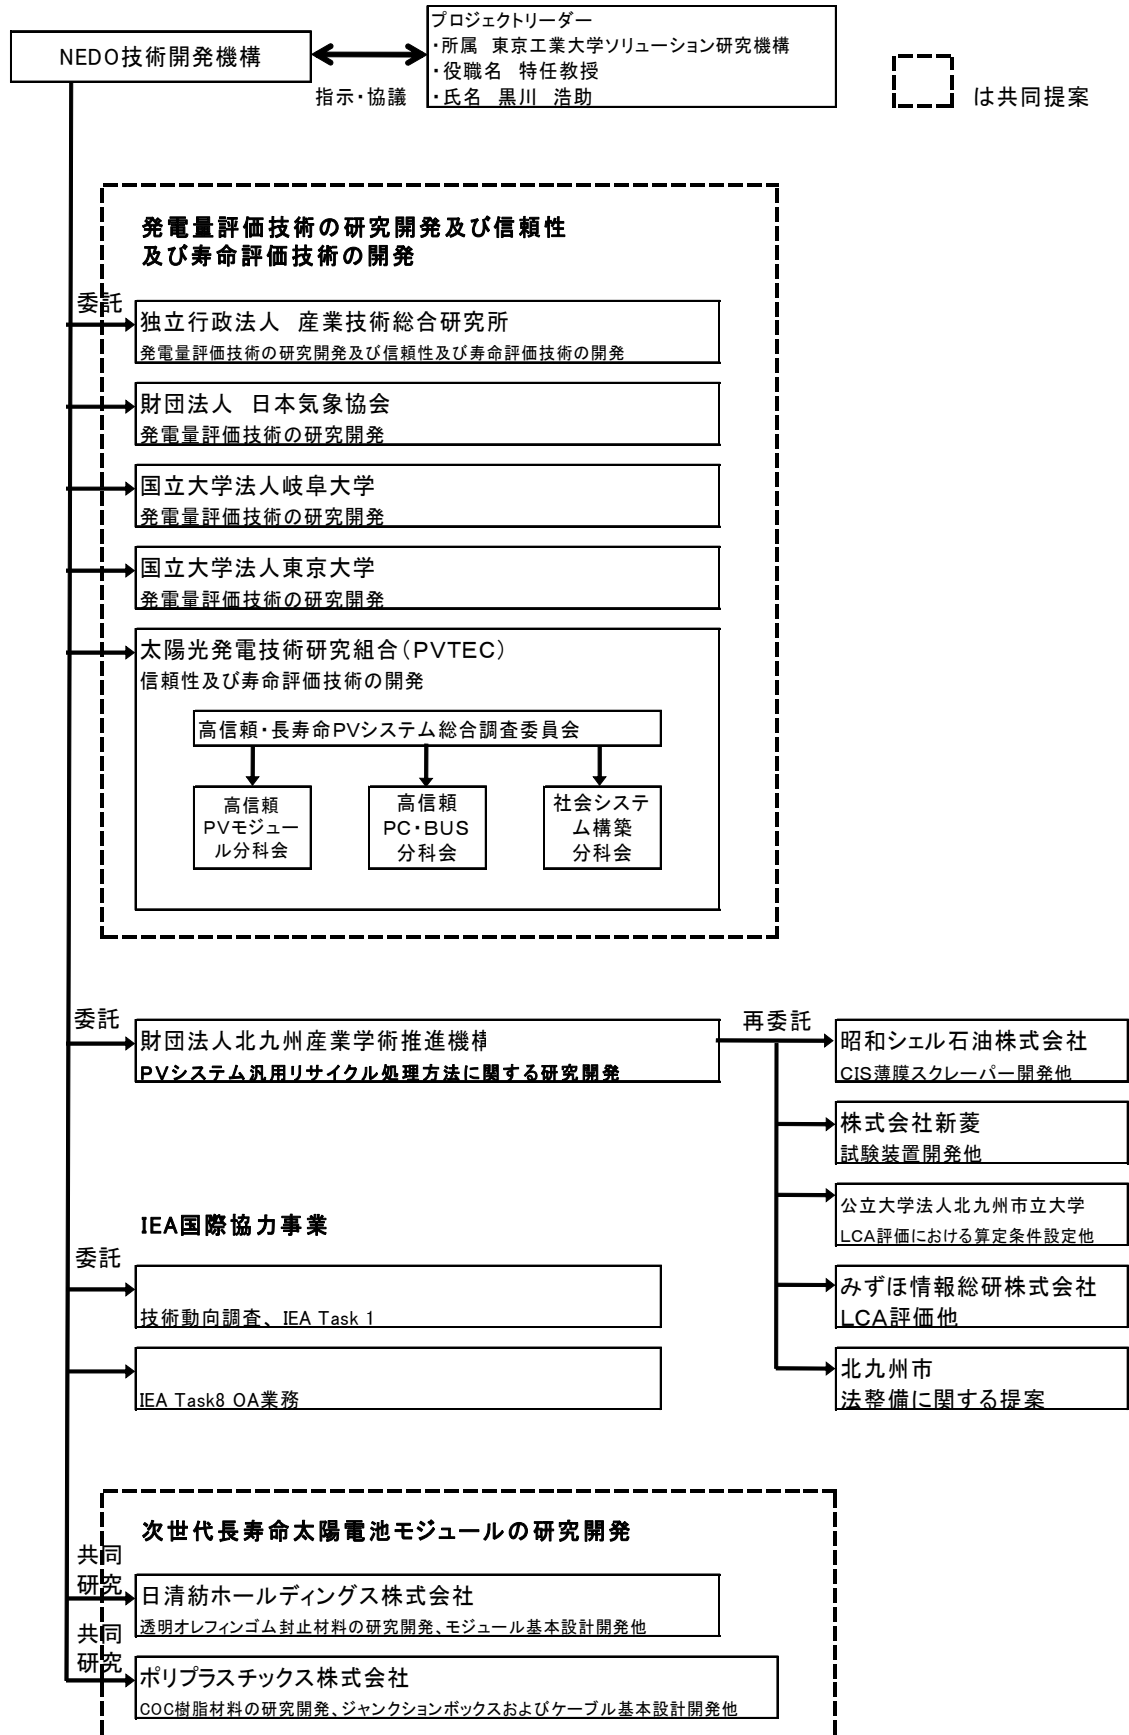 NEDO技術開発機構
指示・協議
プロジェクトリーダー
・所属　東京工業大学ソリューション研究機構
・役職名　特任教授
・氏名　黒川　浩助
は共同提案
発電量評価技術の研究開発及び信頼性
及び寿命評価技術の開発
委託
独立行政法人　産業技術総合研究所
発電量評価技術の研究開発及び信頼性及び寿命評価技術の開発
財団法人　日本気象協会
発電量評価技術の研究開発
国立大学法人岐阜大学
発電量評価技術の研究開発
国立大学法人東京大学
発電量評価技術の研究開発
太陽光発電技術研究組合（PVTEC）
信頼性及び寿命評価技術の開発
高信頼・長寿命PVシステム総合調査委員会
高信頼
PVモジュー
ル分科会
高信頼
PC・BUS
分科会
社会システ
ム構築
分科会
委託
財団法人北九州産業学術推進機構
PVシステム汎用リサイクル処理方法に関する研究開発
再委託
昭和シェル石油株式会社
CIS薄膜スクレーパー開発他
株式会社新菱
試験装置開発他
公立大学法人北九州市立大学
LCA評価における算定条件設定他
みずほ情報総研株式会社
LCA評価他
北九州市
法整備に関する提案
IEA国際協力事業
委託
技術動向調査、IEA Task 1
IEA Task8 OA業務
次世代長寿命太陽電池モジュールの研究開発
共同
研究
日清紡ホールディングス株式会社
透明オレフィンゴム封止材料の研究開発、モジュール基本設計開発他
共同
研究
ポリプラスチックス株式会社
COC樹脂材料の研究開発、ジャンクションボックスおよびケーブル基本設計開発他